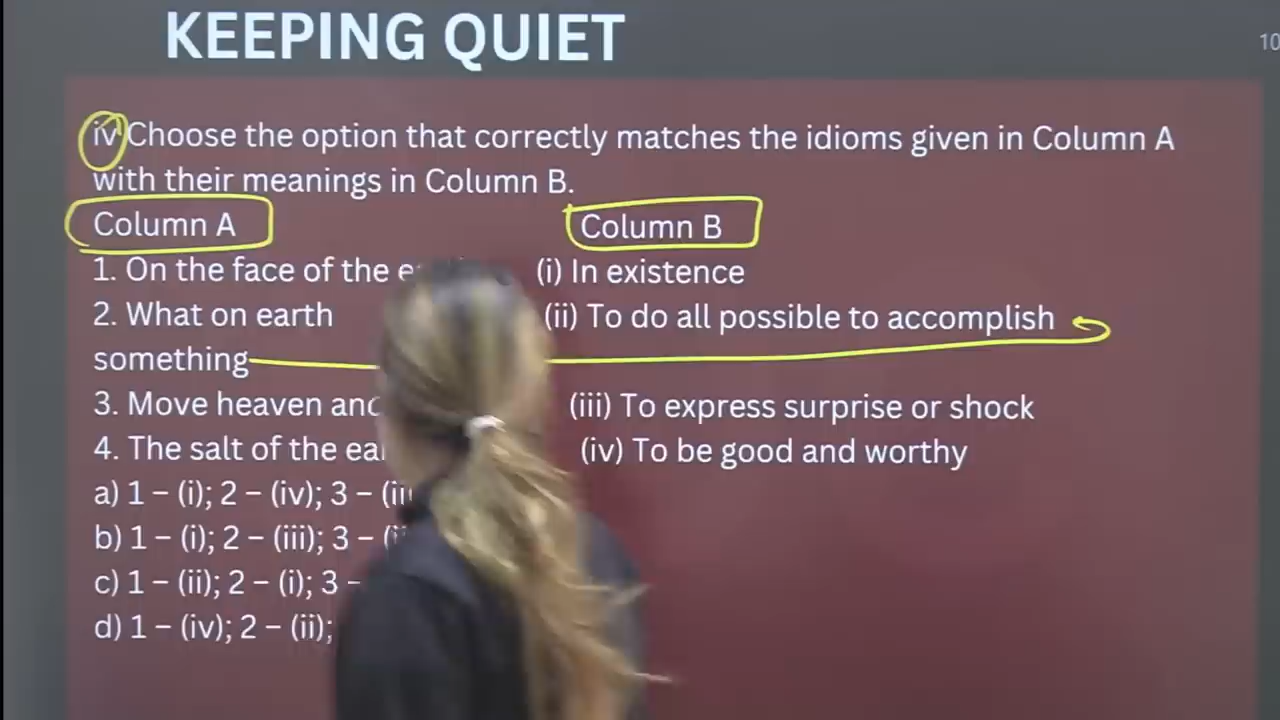 KEEPING QUIET
10
iv Choose the option that correctly matches the idioms given in Column A
with their meanings in Column B.
Column A Column B
1. On the face of the (i) In existence
2. What on earth (ii) To do all possible to accomplish
something
3. Move heaven (iii) To express surprise or shock
4. The salt of the (iv) To be good and worthy
a) 1 – (i); 2 – (iv); 3 –
b) 1 – (i); 2 – (iii); 3 –
c) 1 – (ii); 2 – (i); 3 –
d) 1 – (iv); 2 – (ii);